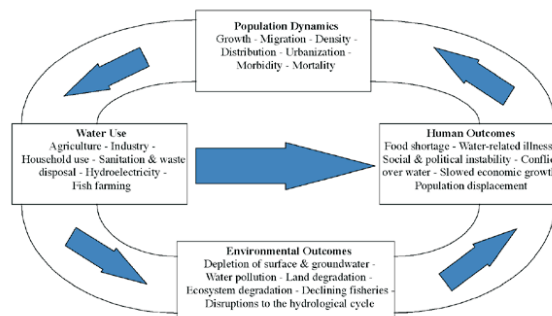 Population Dynamics
Growth - Migration - Density -
Distribution - Urbanization -
Morbidity - Mortality
Water Use
Agriculture - Industry -
Household use - Sanitation & waste
disposal - Hydroelectricity -
Fish farming
Human Outcomes
Food shortage - Water-related illness
Social & political instability - Conflic
over water - Slowed economic growth
Population displacement
Environmental Outcomes
Depletion of surface & groundwater -
Water pollution - Land degradation -
Ecosystem degradation - Declining fisheries -
Disruptions to the hydrological cycle